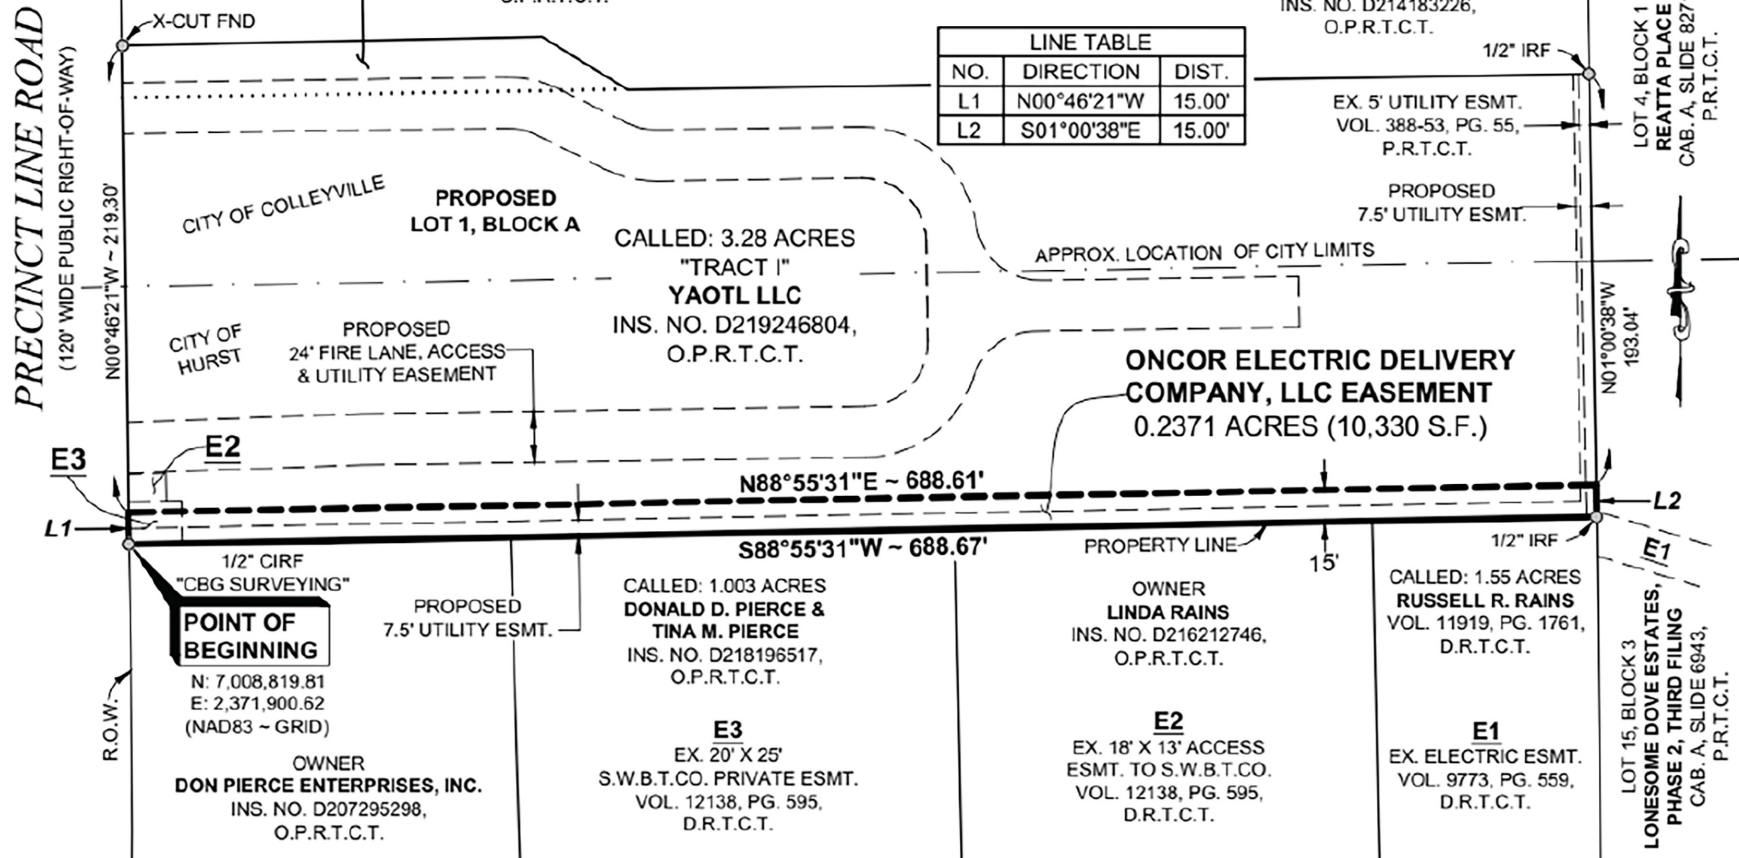 X-CUT FND
PRECINCT LINE ROAD
(120' WIDE PUBLIC RIGHT-OF-WAY)
N00°46'21"W ~ 219.30'
INS. NO. D214183226,
O.P.R.T.C.T.
1/2" IRF
LINE TABLE
NO. DIRECTION DIST.
L1 N00°46'21"W 15.00'
L2 S01°00'38"E 15.00'
EX. 5' UTILITY ESMT.
VOL. 388-53, PG. 55,
P.R.T.C.T.
PROPOSED
7.5' UTILITY ESMT.
LOT 4, BLOCK 1
REATTA PLACE
CAB. A, SLIDE 827
P.R.T.C.T.
CITY OF COLLEYVILLE
PROPOSED
LOT 1, BLOCK A
CALLED: 3.28 ACRES
"TRACT I"
YAOTL LLC
INS. NO. D219246804,
O.P.R.T.C.T.
APPROX. LOCATION OF CITY LIMITS
CITY OF
HURST
PROPOSED
24' FIRE LANE, ACCESS
& UTILITY EASEMENT
ONCOR ELECTRIC DELIVERY
COMPANY, LLC EASEMENT
0.2371 ACRES (10,330 S.F.)
N01°00'38"W
193.04'
E2
E3
L1
N88°55'31"E ~ 688.61'
L2
S88°55'31"W ~ 688.67'
PROPERTY LINE
15'
1/2" IRF
E1
1/2" CIRF
"CBG SURVEYING"
POINT OF
BEGINNING
N: 7,008,819.81
E: 2,371,900.62
(NAD83 ~ GRID)
R.O.W.
PROPOSED
7.5' UTILITY ESMT.
OWNER
DON PIERCE ENTERPRISES, INC.
INS. NO. D207295298,
O.P.R.T.C.T.
CALLED: 1.003 ACRES
DONALD D. PIERCE &
TINA M. PIERCE
INS. NO. D218196517,
O.P.R.T.C.T.
E3
EX. 20' X 25'
S.W.B.T.CO. PRIVATE ESMT.
VOL. 12138, PG. 595,
D.R.T.C.T.
OWNER
LINDA RAINS
INS. NO. D216212746,
O.P.R.T.C.T.
E2
EX. 18' X 13' ACCESS
ESMT. TO S.W.B.T.CO.
VOL. 12138, PG. 595,
D.R.T.C.T.
CALLED: 1.55 ACRES
RUSSELL R. RAINS
VOL. 11919, PG. 1761,
D.R.T.C.T.
E1
EX. ELECTRIC ESMT.
VOL. 9773, PG. 559,
D.R.T.C.T.
LOT 15, BLOCK 3
LONESOME DOVE ESTATES,
PHASE 2, THIRD FILING
CAB. A, SLIDE 6943,
P.R.T.C.T.